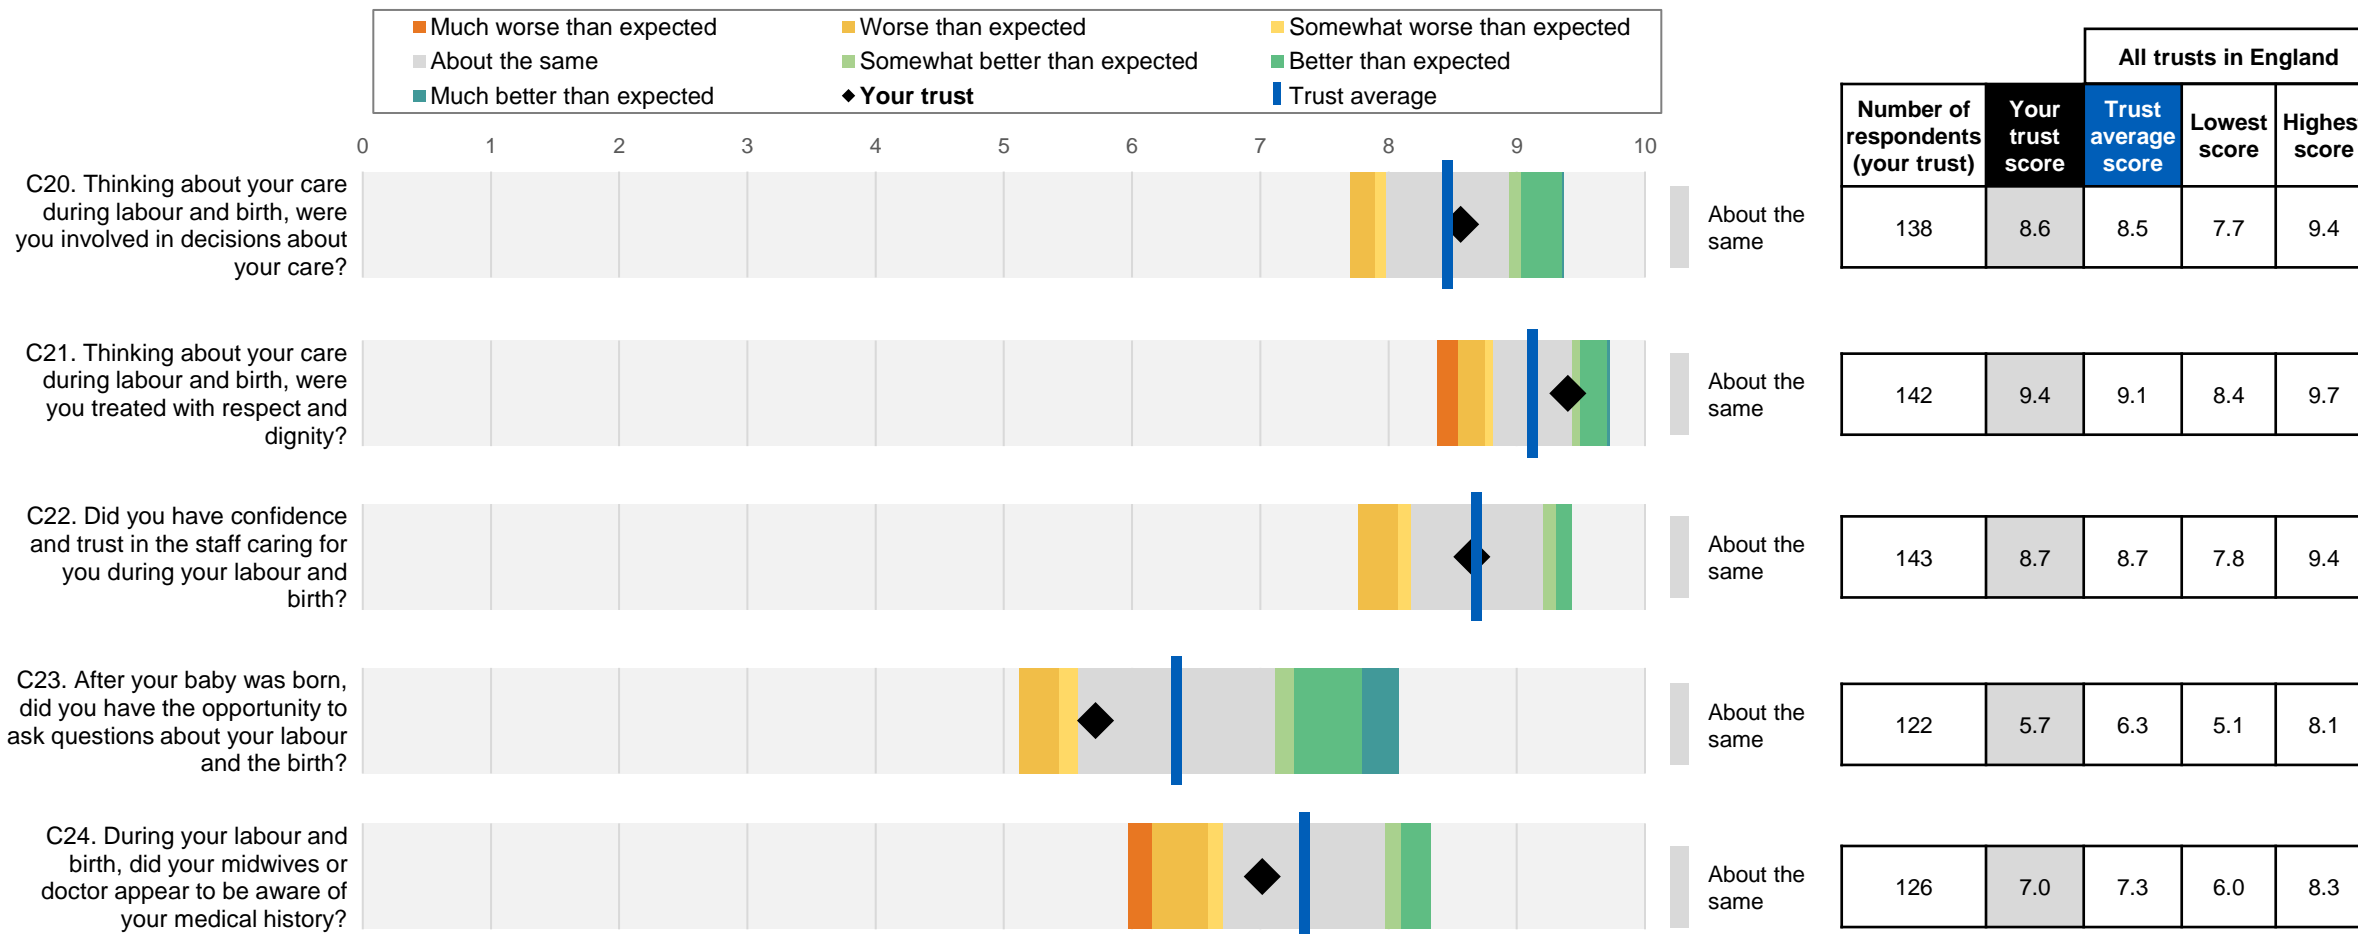 Much worse than expected
Worse than expected
Somewhat worse than expected
About the same
Somewhat better than expected
Better than expected
Much better than expected
Your trust
Trust average
All trusts in England
Number of respondents (your trust)
Your trust score
Trust average score
Lowest score
Highes score
0 1 2 3 4 5 6 7 8 9 10
C20. Thinking about your care
during labour and birth, were
you involved in decisions about
your care?
About the
same
138 8.6 8.5 7.7 9.4
C21. Thinking about your care
during labour and birth, were
you treated with respect and
dignity?
About the
same
142 9.4 9.1 8.4 9.7
C22. Did you have confidence
and trust in the staff caring for
you during your labour and
birth?
About the
same
143 8.7 8.7 7.8 9.4
C23. After your baby was born,
did you have the opportunity to
ask questions about your labour
and the birth?
About the
same
122 5.7 6.3 5.1 8.1
C24. During your labour and
birth, did your midwives or
doctor appear to be aware of
your medical history?
About the
same
126 7.0 7.3 6.0 8.3